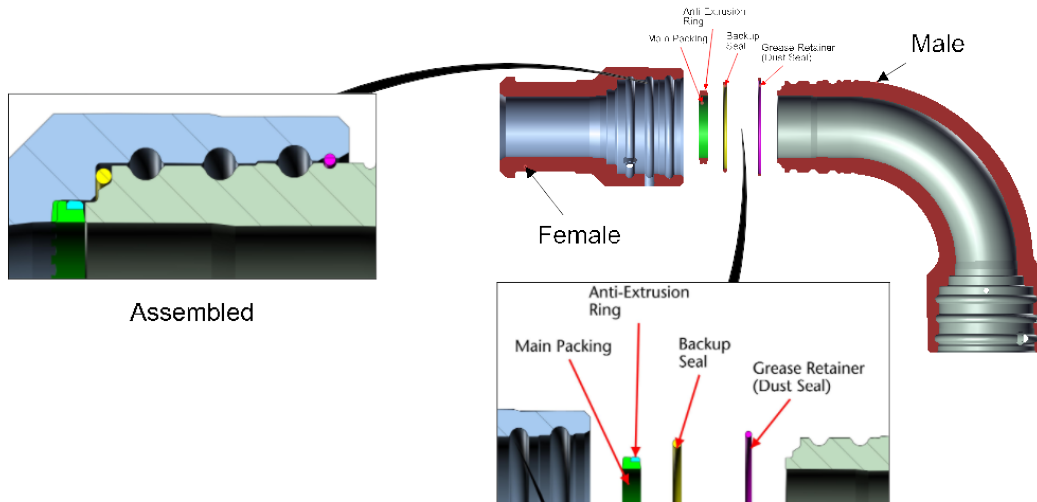 Anti-Extrusion
Ring
Main Packing
Backup
Seal
Grease Retainer
(Dust Seal)
Male
Female
Assembled
Anti-Extrusion
Ring
Main Packing
Backup
Seal
Grease Retainer
(Dust Seal)